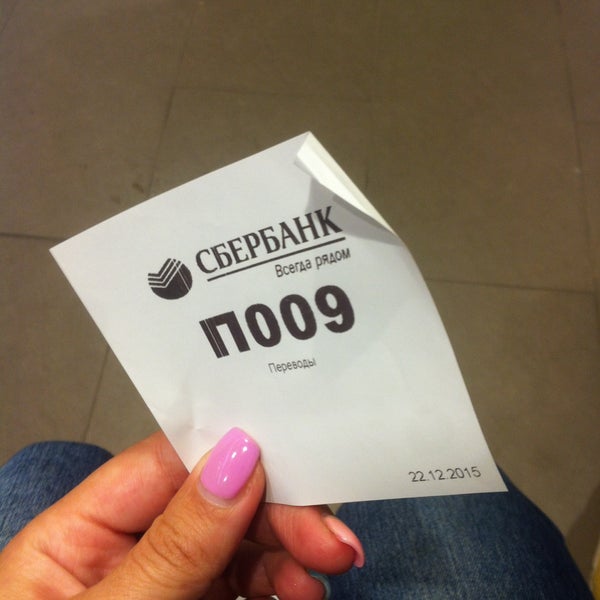 СБЕРБАНК
Всегда рядом
П009
Переводы
22.12.2015